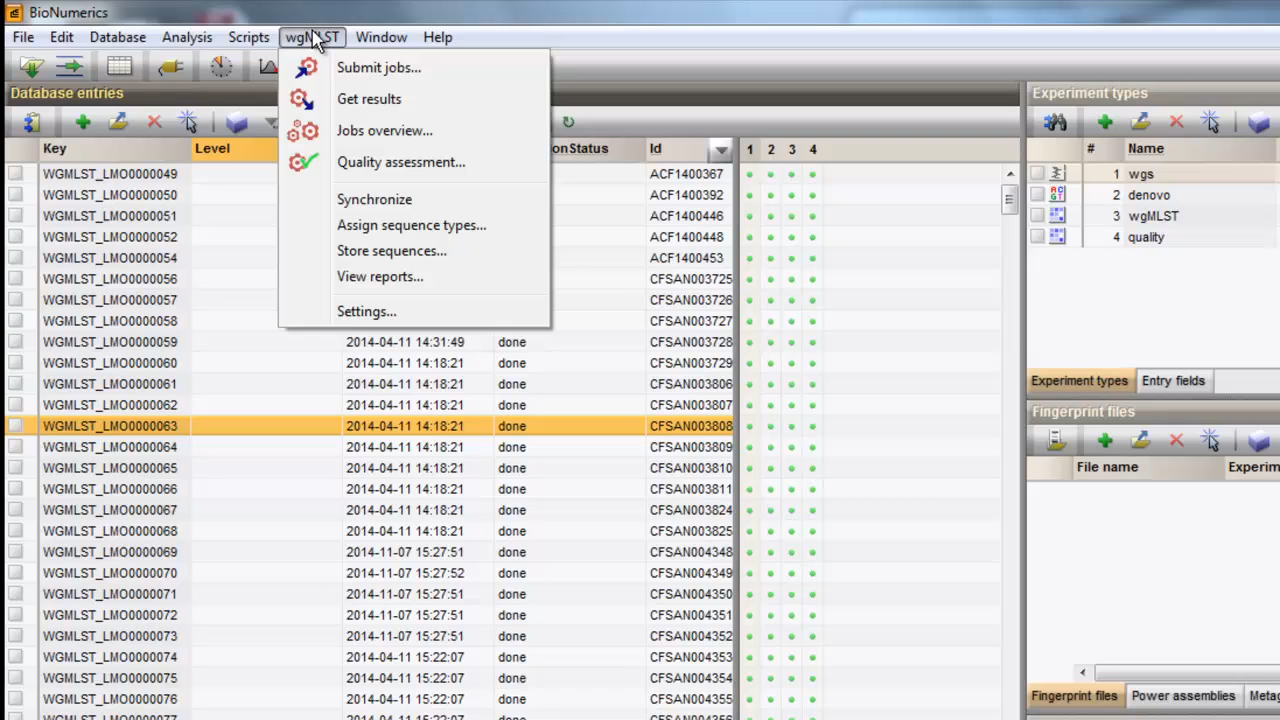 BioNumerics
File Edit Database Analysis Scripts wgMLST Window Help
Submit jobs...
Get results
Jobs overview...
Quality assessment...
Synchronize
Assign sequence types...
Store sequences...
View reports...
Settings...
Database entries
Key Level Id 1 2 3 4
WGMLST_LMO0000049 ACF1400367
WGMLST_LMO0000050 ACF1400392
WGMLST_LMO0000051 ACF1400446
WGMLST_LMO0000052 ACF1400448
WGMLST_LMO0000054 ACF1400453
WGMLST_LMO0000056 CFSAN003725
WGMLST_LMO0000057 CFSAN003726
WGMLST_LMO0000058 CFSAN003727
WGMLST_LMO0000059 2014-04-11 14:31:49 done CFSAN003728
WGMLST_LMO0000060 2014-04-11 14:18:21 done CFSAN003729
WGMLST_LMO0000061 2014-04-11 14:18:21 done CFSAN003806
WGMLST_LMO0000062 2014-04-11 14:18:21 done CFSAN003807
WGMLST_LMO0000063 2014-04-11 14:18:21 done CFSAN003808
WGMLST_LMO0000064 2014-04-11 14:18:21 done CFSAN003809
WGMLST_LMO0000065 2014-04-11 14:18:21 done CFSAN003810
WGMLST_LMO0000066 2014-04-11 14:18:21 done CFSAN003811
WGMLST_LMO0000067 2014-04-11 14:18:21 done CFSAN003824
WGMLST_LMO0000068 2014-04-11 14:18:21 done CFSAN003825
WGMLST_LMO0000069 2014-11-07 15:27:51 done CFSAN004348
WGMLST_LMO0000070 2014-11-07 15:27:52 done CFSAN004349
WGMLST_LMO0000071 2014-11-07 15:27:51 done CFSAN004350
WGMLST_LMO0000072 2014-11-07 15:27:51 done CFSAN004351
WGMLST_LMO0000073 2014-11-07 15:27:51 done CFSAN004352
WGMLST_LMO0000074 2014-04-11 15:22:07 done CFSAN004353
WGMLST_LMO0000075 2014-04-11 15:22:07 done CFSAN004354
WGMLST_LMO0000076 2014-04-11 15:22:07 done CFSAN004355
Experiment types
# Name
1 wgs
2 denovo
3 wgMLST
4 quality
Experiment types Entry fields
Fingerprint files
File name Experim
Fingerprint files Power assemblies Metag